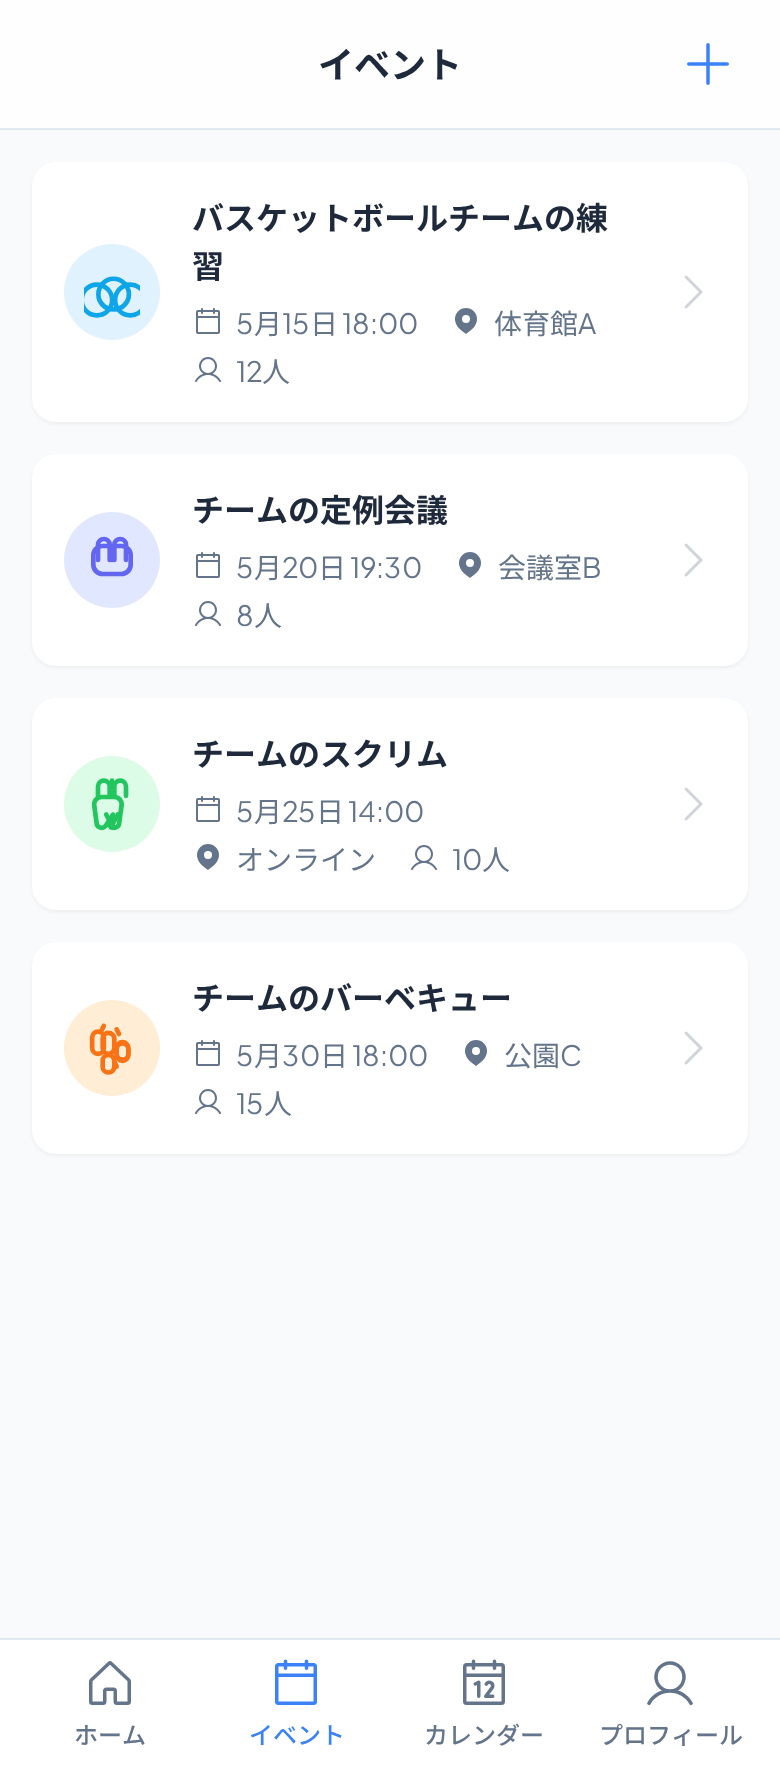 イベント
バスケットボールチームの練
習
5月15日 18:00 体育館A
12人
チームの定例会議
5月20日 19:30 会議室B
8人
チームのスクリム
5月25日 14:00
オンライン 10人
チームのバーベキュー
5月30日 18:00 公園C
15人
12
ホーム イベント カレンダー プロフィール